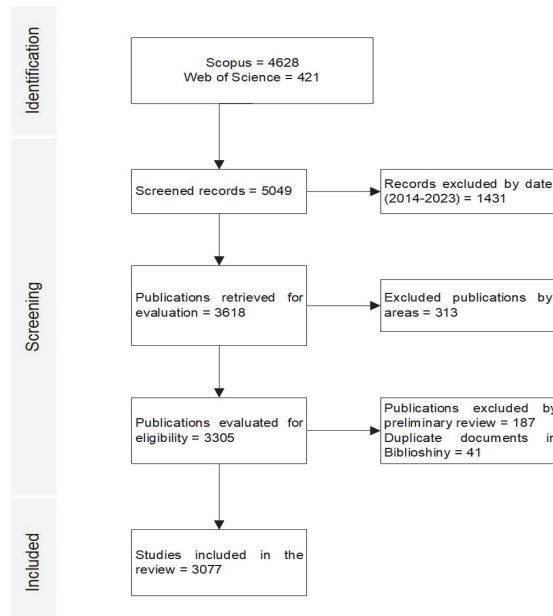 Identification
Scopus = 4628
Web of Science = 421
Screening
Screened records = 5049
Records excluded by date
(2014-2023) = 1431
Publications retrieved for
evaluation = 3618
Excluded publications by
areas = 313
Publications evaluated for
eligibility = 3305
Publications excluded by
preliminary review = 187
Duplicate documents in
Biblioshiny = 41
Included
Studies included in the
review = 3077